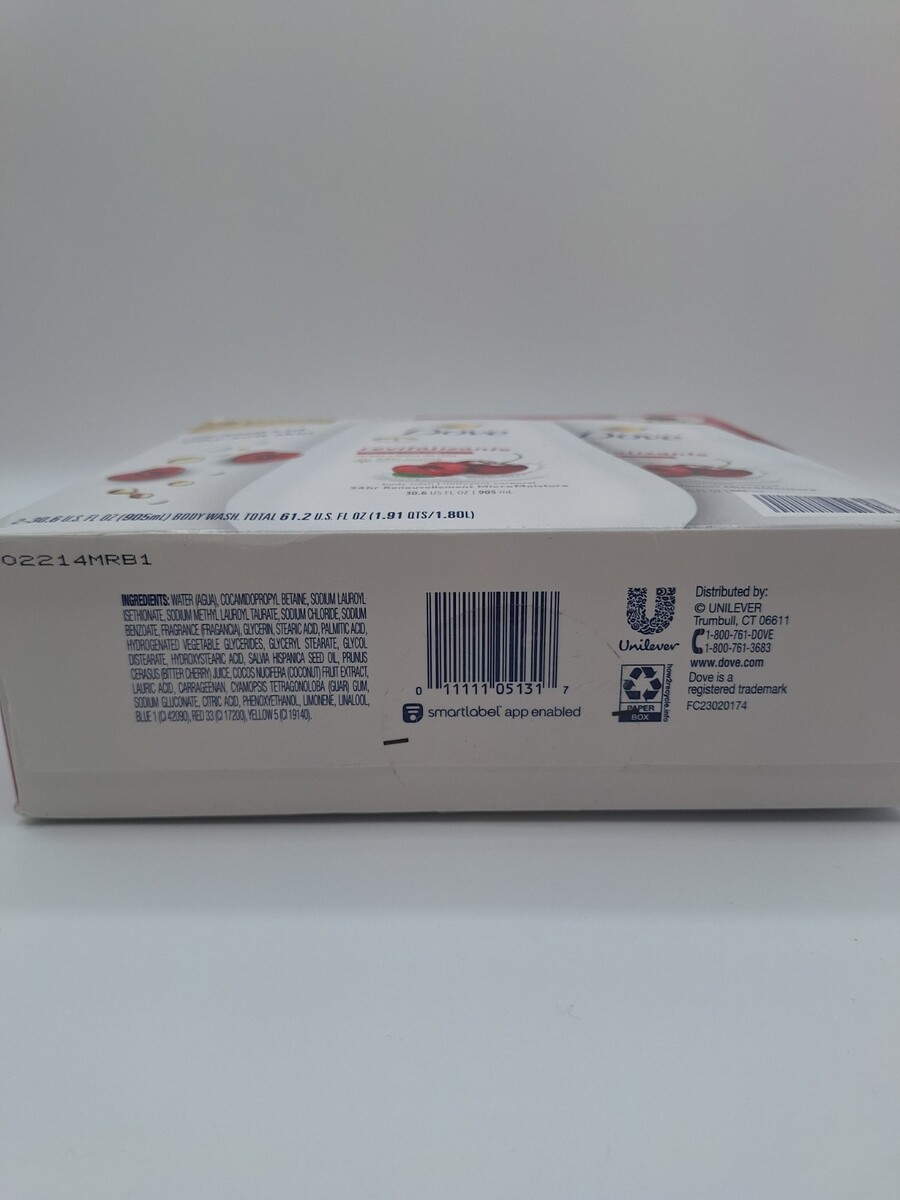 Dove
Dove
revitalizante
alizante
24hr Renouvellement MicroMoisture
30.6 US FL OZ | 905 mL
2-30.6 U.S. FL OZ (905mL) BODY WASH. TOTAL 61.2 U.S. FL OZ (1.91 QTS/1.80L)
02214MRB1
INGREDIENTS: WATER (AGUA), COCAMIDOPROPYL BETAINE, SODIUM LAUROYL
ISETHIONATE, SODIUM METHYL LAUROYL TAURATE, SODIUM CHLORIDE, SODIUM
BENZOATE, FRAGRANCE (FRAGANCIA), GLYCERIN, STEARIC ACID, PALMITIC ACID,
HYDROGENATED VEGETABLE GLYCERIDES, GLYCERYL STEARATE, GLYCOL
DISTEARATE, HYDROXYSTEARIC ACID, SALVIA HISPANICA SEED OIL, PRUNUS
CERASUS (BITTER CHERRY) JUICE, COCOS NUCIFERA (COCONUT) FRUIT EXTRACT,
LAURIC ACID, CARRAGEENAN, CYAMOPSIS TETRAGONOLOBA (GUAR) GUM,
SODIUM GLUCONATE, CITRIC ACID, PHENOXYETHANOL, LIMONENE, LINALOOL,
BLUE 1 (CI 42090), RED 33 (CI 17200), YELLOW 5 (CI 19140).
0 11111 05131 7
smartlabel app enabled
Unilever
how2recycle.info
PAPER
BOX
Distributed by:
© UNILEVER
Trumbull, CT 06611
1-800-761-DOVE
1-800-761-3683
www.dove.com
Dove is a
registered trademark
FC23020174